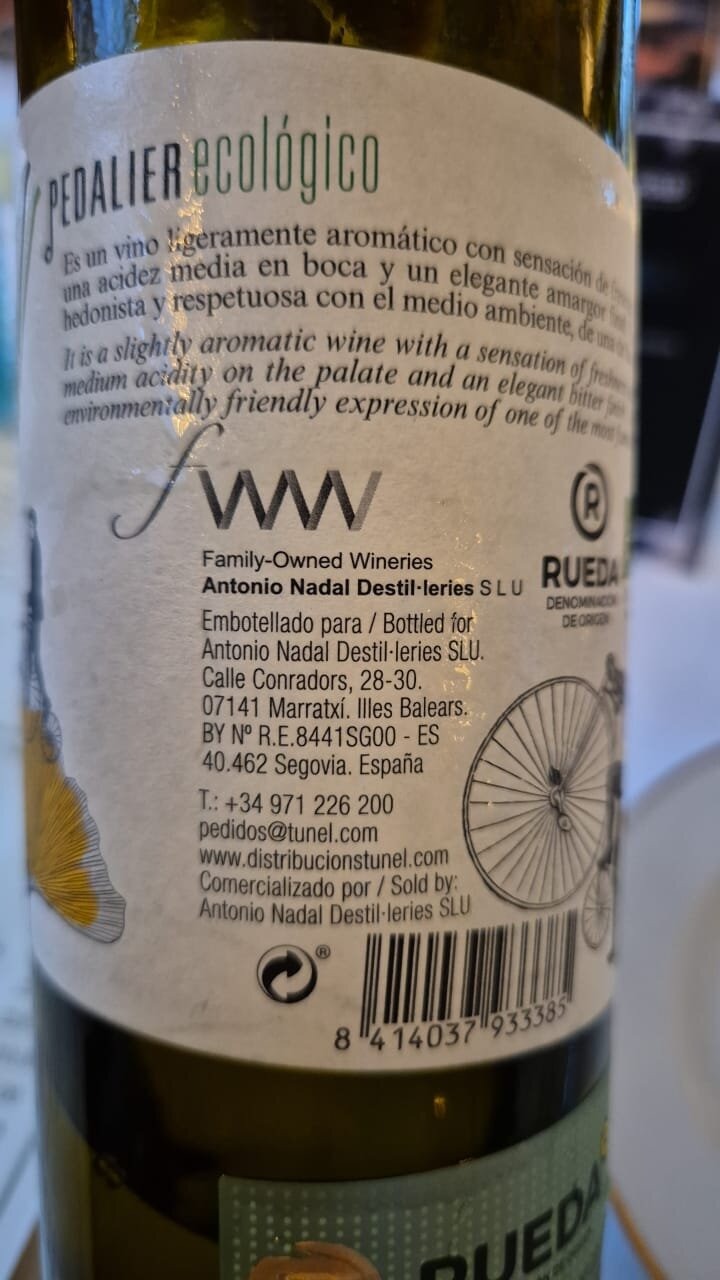 PEDALIER ecológico
Es un vino ligeramente aromático con sensación de
una acidez media en boca y un elegante amargor
hedonista y respetuosa con el medio ambiente, de una
It is a slightly aromatic wine with a sensation of
medium acidity on the palate and an elegant bitter
environmentally friendly expression of one of the most
fww
Family-Owned Wineries
Antonio Nadal Destil·leries S L U
Embotellado para / Bottled for
Antonio Nadal Destil·leries SLU.
Calle Conradors, 28-30.
07141 Marratxí. Illes Balears.
BY Nº R.E.8441SG00 - ES
40.462 Segovia. España
T.: +34 971 226 200
pedidos@tunel.com
www.distribucionstunel.com
Comercializado por / Sold by:
Antonio Nadal Destil·leries SLU
®
8 414037 933385
R
RUEDA
DENOMINACIÓN
DE ORIGEN
RUEDA